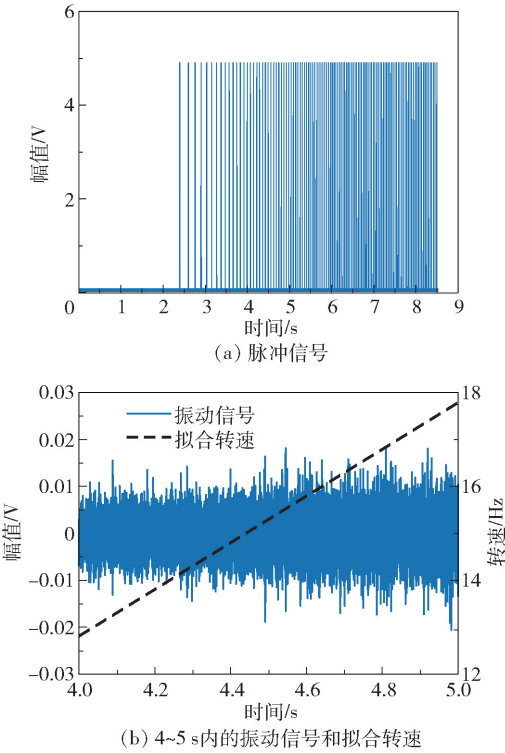 6
4
2
0
幅值/V
1 2 3 4 5 6 7 8 9
时间/s
(a) 脉冲信号
0.03
0.02
0.01
0
−0.01
−0.02
−0.03
幅值/V
振动信号
拟合转速
18
16
14
12
转速/Hz
4.0 4.2 4.4 4.6 4.8 5.0
时间/s
(b) 4~5 s内的振动信号和拟合转速